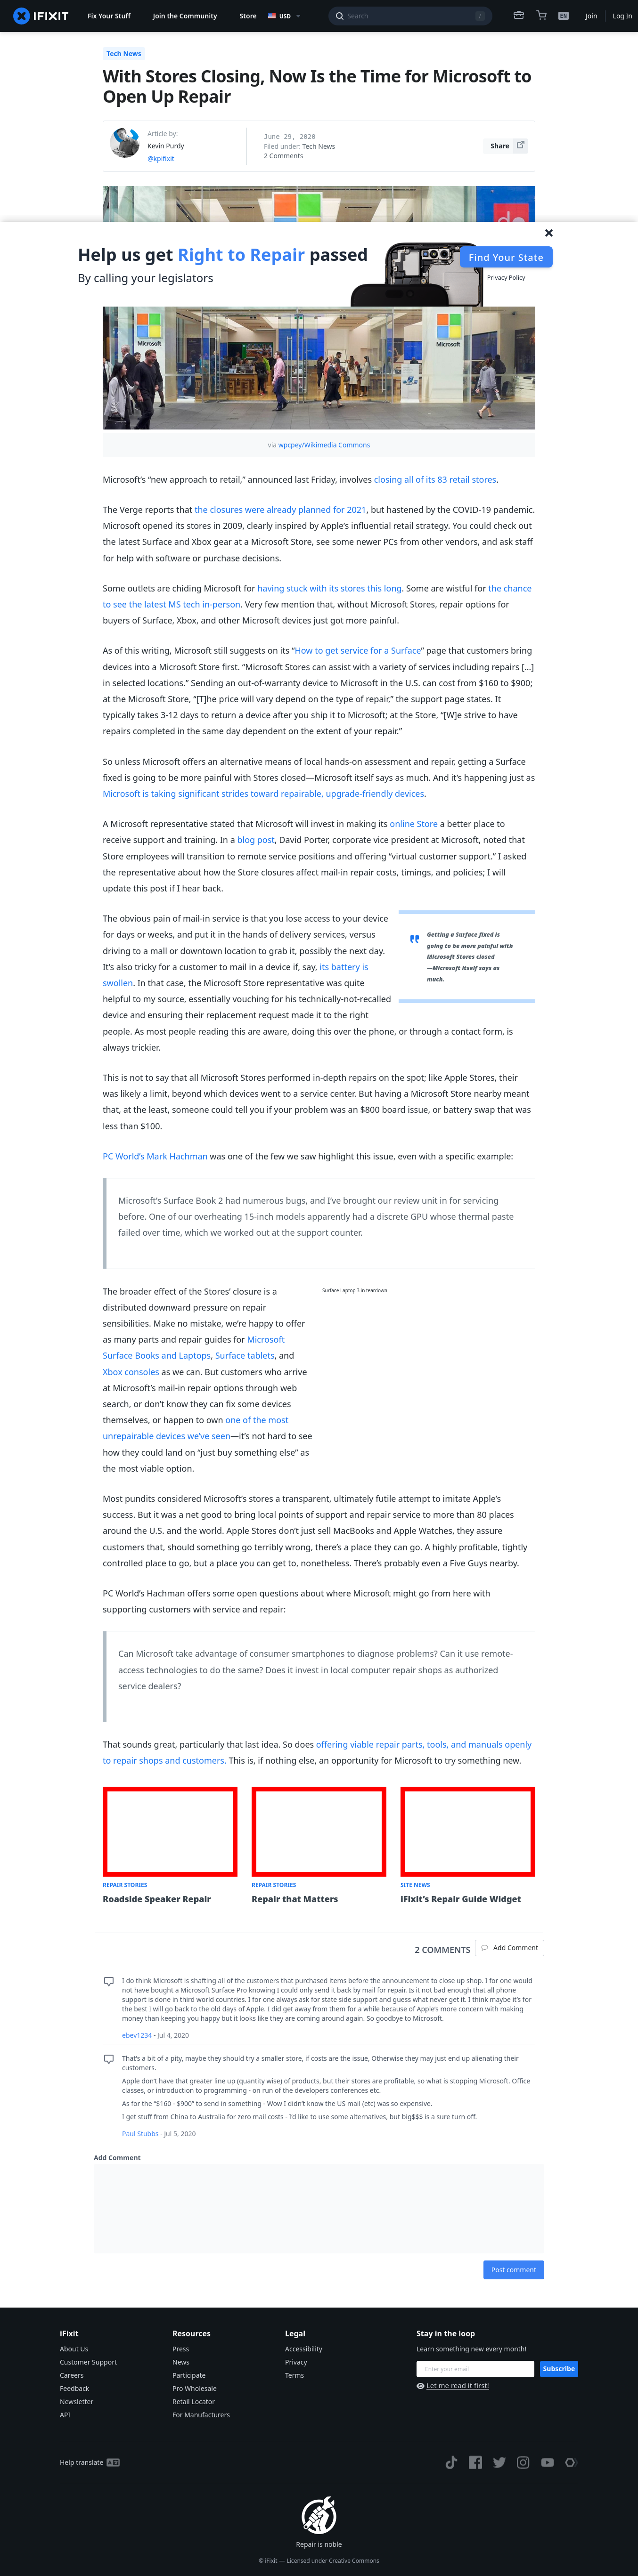 IFIXIT
Fix Your Stuff
Join the Community
Store
USD
Search
/
Join
Log In
Tech News
With Stores Closing, Now Is the Time for Microsoft to
Open Up Repair
Article by:
Kevin Purdy
@kpifixit
June 29, 2020
Filed under: Tech News
2 Comments
Share
Help us get Right to Repair passed
By calling your legislators
Find Your State
Privacy Policy
Microsoft
Microsoft
via wpcpey/Wikimedia Commons
Microsoft’s “new approach to retail,” announced last Friday, involves closing all of its 83 retail stores.
The Verge reports that the closures were already planned for 2021, but hastened by the COVID-19 pandemic.
Microsoft opened its stores in 2009, clearly inspired by Apple’s influential retail strategy. You could check out
the latest Surface and Xbox gear at a Microsoft Store, see some newer PCs from other vendors, and ask staff
for help with software or purchase decisions.
Some outlets are chiding Microsoft for having stuck with its stores this long. Some are wistful for the chance
to see the latest MS tech in-person. Very few mention that, without Microsoft Stores, repair options for
buyers of Surface, Xbox, and other Microsoft devices just got more painful.
As of this writing, Microsoft still suggests on its “How to get service for a Surface” page that customers bring
devices into a Microsoft Store first. “Microsoft Stores can assist with a variety of services including repairs […]
in selected locations.” Sending an out-of-warranty device to Microsoft in the U.S. can cost from $160 to $900;
at the Microsoft Store, “[T]he price will vary depend on the type of repair,” the support page states. It
typically takes 3-12 days to return a device after you ship it to Microsoft; at the Store, “[W]e strive to have
repairs completed in the same day dependent on the extent of your repair.”
So unless Microsoft offers an alternative means of local hands-on assessment and repair, getting a Surface
fixed is going to be more painful with Stores closed—Microsoft itself says as much. And it’s happening just as
Microsoft is taking significant strides toward repairable, upgrade-friendly devices.
A Microsoft representative stated that Microsoft will invest in making its online Store a better place to
receive support and training. In a blog post, David Porter, corporate vice president at Microsoft, noted that
Store employees will transition to remote service positions and offering “virtual customer support.” I asked
the representative about how the Store closures affect mail-in repair costs, timings, and policies; I will
update this post if I hear back.
The obvious pain of mail-in service is that you lose access to your device
for days or weeks, and put it in the hands of delivery services, versus
driving to a mall or downtown location to grab it, possibly the next day.
It’s also tricky for a customer to mail in a device if, say, its battery is
swollen. In that case, the Microsoft Store representative was quite
helpful to my source, essentially vouching for his technically-not-recalled
device and ensuring their replacement request made it to the right
people. As most people reading this are aware, doing this over the phone, or through a contact form, is
always trickier.
Getting a Surface fixed is
going to be more painful with
Microsoft Stores closed
—Microsoft itself says as
much.
This is not to say that all Microsoft Stores performed in-depth repairs on the spot; like Apple Stores, their
was likely a limit, beyond which devices went to a service center. But having a Microsoft Store nearby meant
that, at the least, someone could tell you if your problem was an $800 board issue, or battery swap that was
less than $100.
PC World’s Mark Hachman was one of the few we saw highlight this issue, even with a specific example:
Microsoft’s Surface Book 2 had numerous bugs, and I’ve brought our review unit in for servicing
before. One of our overheating 15-inch models apparently had a discrete GPU whose thermal paste
failed over time, which we worked out at the support counter.
The broader effect of the Stores’ closure is a
distributed downward pressure on repair
sensibilities. Make no mistake, we’re happy to offer
as many parts and repair guides for Microsoft
Surface Books and Laptops, Surface tablets, and
Xbox consoles as we can. But customers who arrive
at Microsoft’s mail-in repair options through web
search, or don’t know they can fix some devices
themselves, or happen to own one of the most
unrepairable devices we’ve seen—it’s not hard to see
how they could land on “just buy something else” as
the most viable option.
Surface Laptop 3 in teardown
Most pundits considered Microsoft’s stores a transparent, ultimately futile attempt to imitate Apple’s
success. But it was a net good to bring local points of support and repair service to more than 80 places
around the U.S. and the world. Apple Stores don’t just sell MacBooks and Apple Watches, they assure
customers that, should something go terribly wrong, there’s a place they can go. A highly profitable, tightly
controlled place to go, but a place you can get to, nonetheless. There’s probably even a Five Guys nearby.
PC World’s Hachman offers some open questions about where Microsoft might go from here with
supporting customers with service and repair:
Can Microsoft take advantage of consumer smartphones to diagnose problems? Can it use remote-
access technologies to do the same? Does it invest in local computer repair shops as authorized
service dealers?
That sounds great, particularly that last idea. So does offering viable repair parts, tools, and manuals openly
to repair shops and customers. This is, if nothing else, an opportunity for Microsoft to try something new.
REPAIR STORIES
Roadside Speaker Repair
REPAIR STORIES
Repair that Matters
SITE NEWS
iFixit’s Repair Guide Widget
2 COMMENTS
Add Comment
I do think Microsoft is shafting all of the customers that purchased items before the announcement to close up shop. I for one would
not have bought a Microsoft Surface Pro knowing I could only send it back by mail for repair. Is it not bad enough that all phone
support is done in third world countries. I for one always ask for state side support and guess what never get it. I think maybe it’s for
the best I will go back to the old days of Apple. I did get away from them for a while because of Apple’s more concern with making
money than keeping you happy but it looks like they are coming around again. So goodbye to Microsoft.
ebev1234 - Jul 4, 2020
That’s a bit of a pity, maybe they should try a smaller store, if costs are the issue, Otherwise they may just end up alienating their
customers.
Apple don’t have that greater line up (quantity wise) of products, but their stores are profitable, so what is stopping Microsoft. Office
classes, or introduction to programming - on run of the developers conferences etc.
As for the “$160 - $900” to send in something - Wow I didn’t know the US mail (etc) was so expensive.
I get stuff from China to Australia for zero mail costs - I’d like to use some alternatives, but big$$$ is a sure turn off.
Paul Stubbs - Jul 5, 2020
Add Comment
Post comment
iFixit
About Us
Customer Support
Careers
Feedback
Newsletter
API
Resources
Press
News
Participate
Pro Wholesale
Retail Locator
For Manufacturers
Legal
Accessibility
Privacy
Terms
Stay in the loop
Learn something new every month!
Enter your email
Subscribe
Let me read it first!
Help translate
Repair is noble
© iFixit — Licensed under Creative Commons